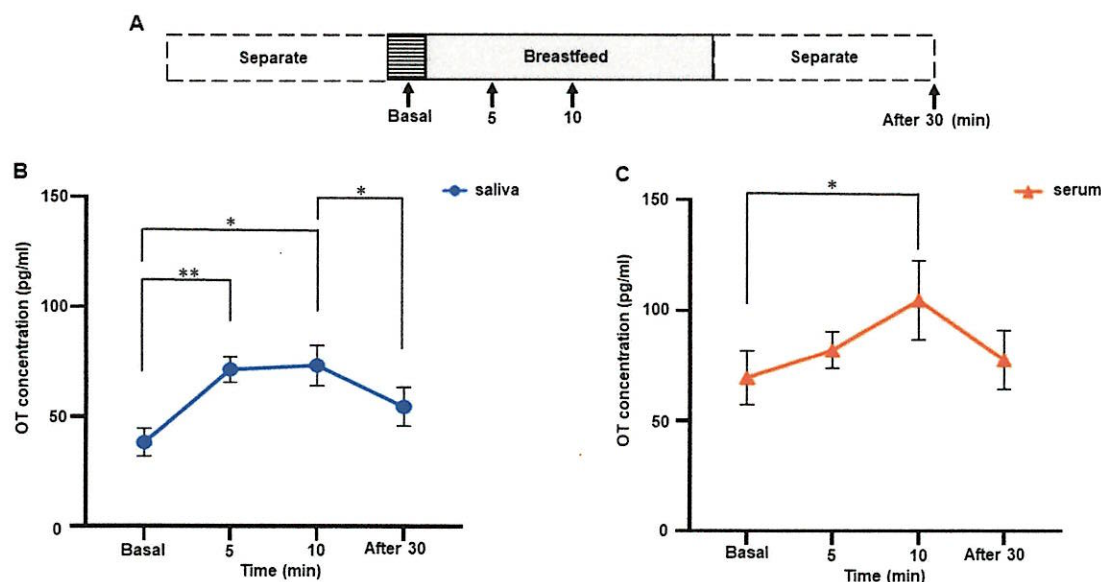 A
Separate
Breastfeed
Separate
Basal
5
10
After 30 (min)
B
saliva
OT concentration (pg/ml)
150
100
50
0
*
*
**
Basal
5
10
After 30
Time (min)
C
serum
OT concentration (pg/ml)
150
100
50
0
*
Basal
5
10
After 30
Time (min)